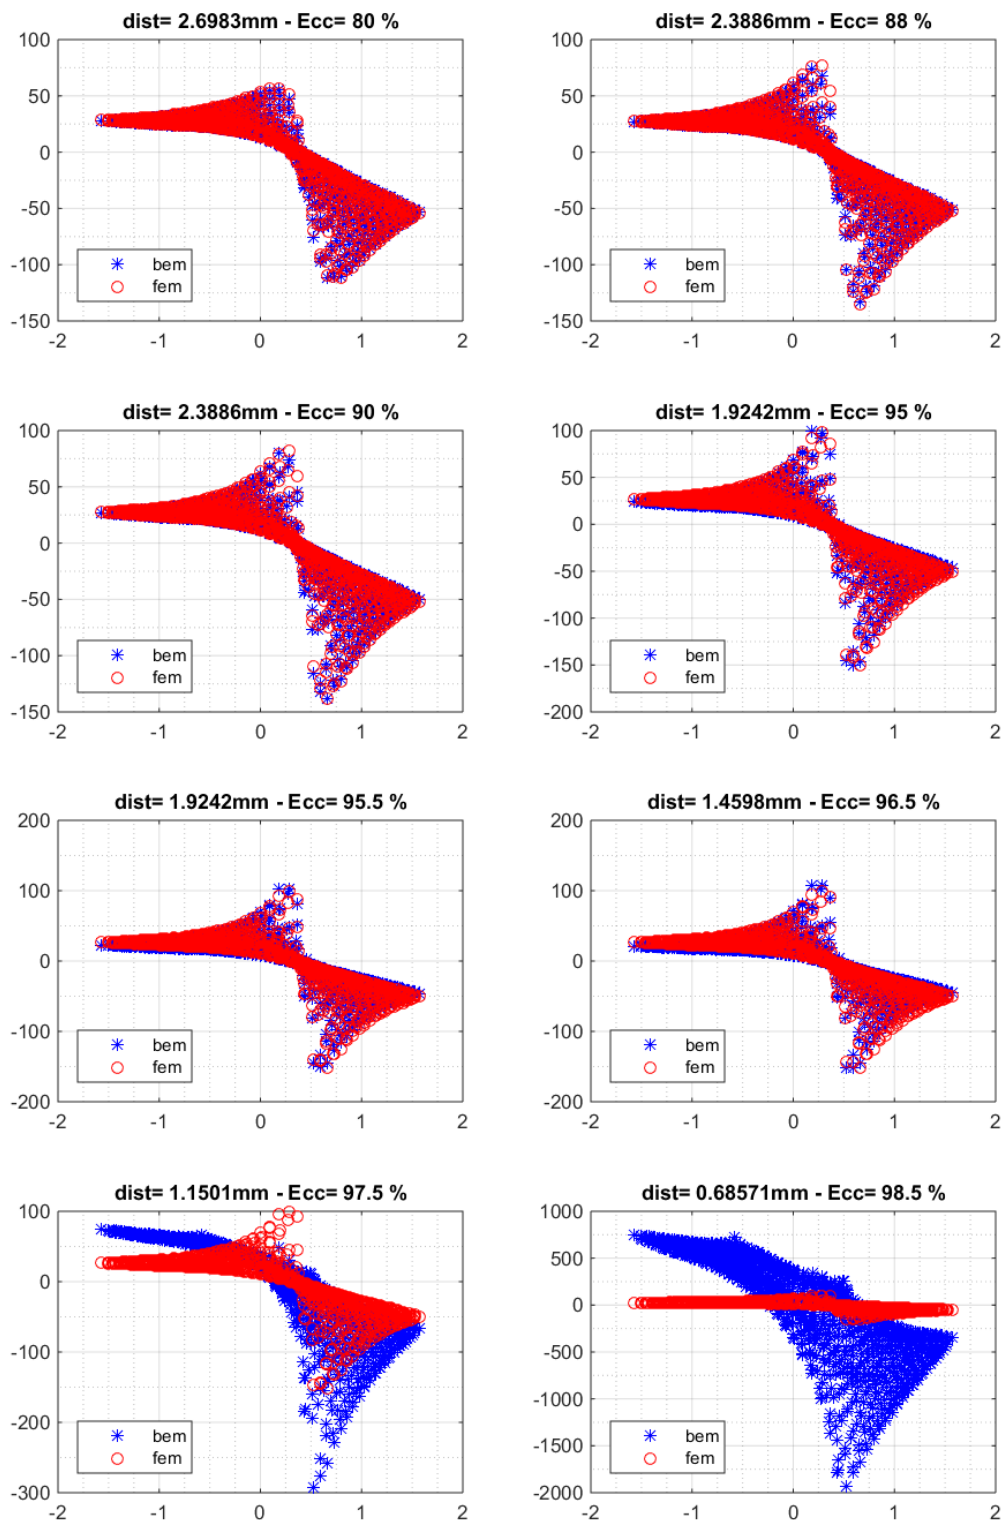 dist= 2.6983mm - Ecc= 80 %
100
50
0
-50
-100
-150
-2 -1 0 1 2
bem
fem
dist= 2.3886mm - Ecc= 88 %
100
50
0
-50
-100
-150
-2 -1 0 1 2
bem
fem
dist= 2.3886mm - Ecc= 90 %
100
50
0
-50
-100
-150
-2 -1 0 1 2
bem
fem
dist= 1.9242mm - Ecc= 95 %
100
50
0
-50
-100
-150
-200
-2 -1 0 1 2
bem
fem
dist= 1.9242mm - Ecc= 95.5 %
200
100
0
-100
-200
-2 -1 0 1 2
bem
fem
dist= 1.4598mm - Ecc= 96.5 %
200
100
0
-100
-200
-2 -1 0 1 2
bem
fem
dist= 1.1501mm - Ecc= 97.5 %
100
0
-100
-200
-300
-2 -1 0 1 2
bem
fem
dist= 0.68571mm - Ecc= 98.5 %
1000
500
0
-500
-1000
-1500
-2000
-2 -1 0 1 2
bem
fem